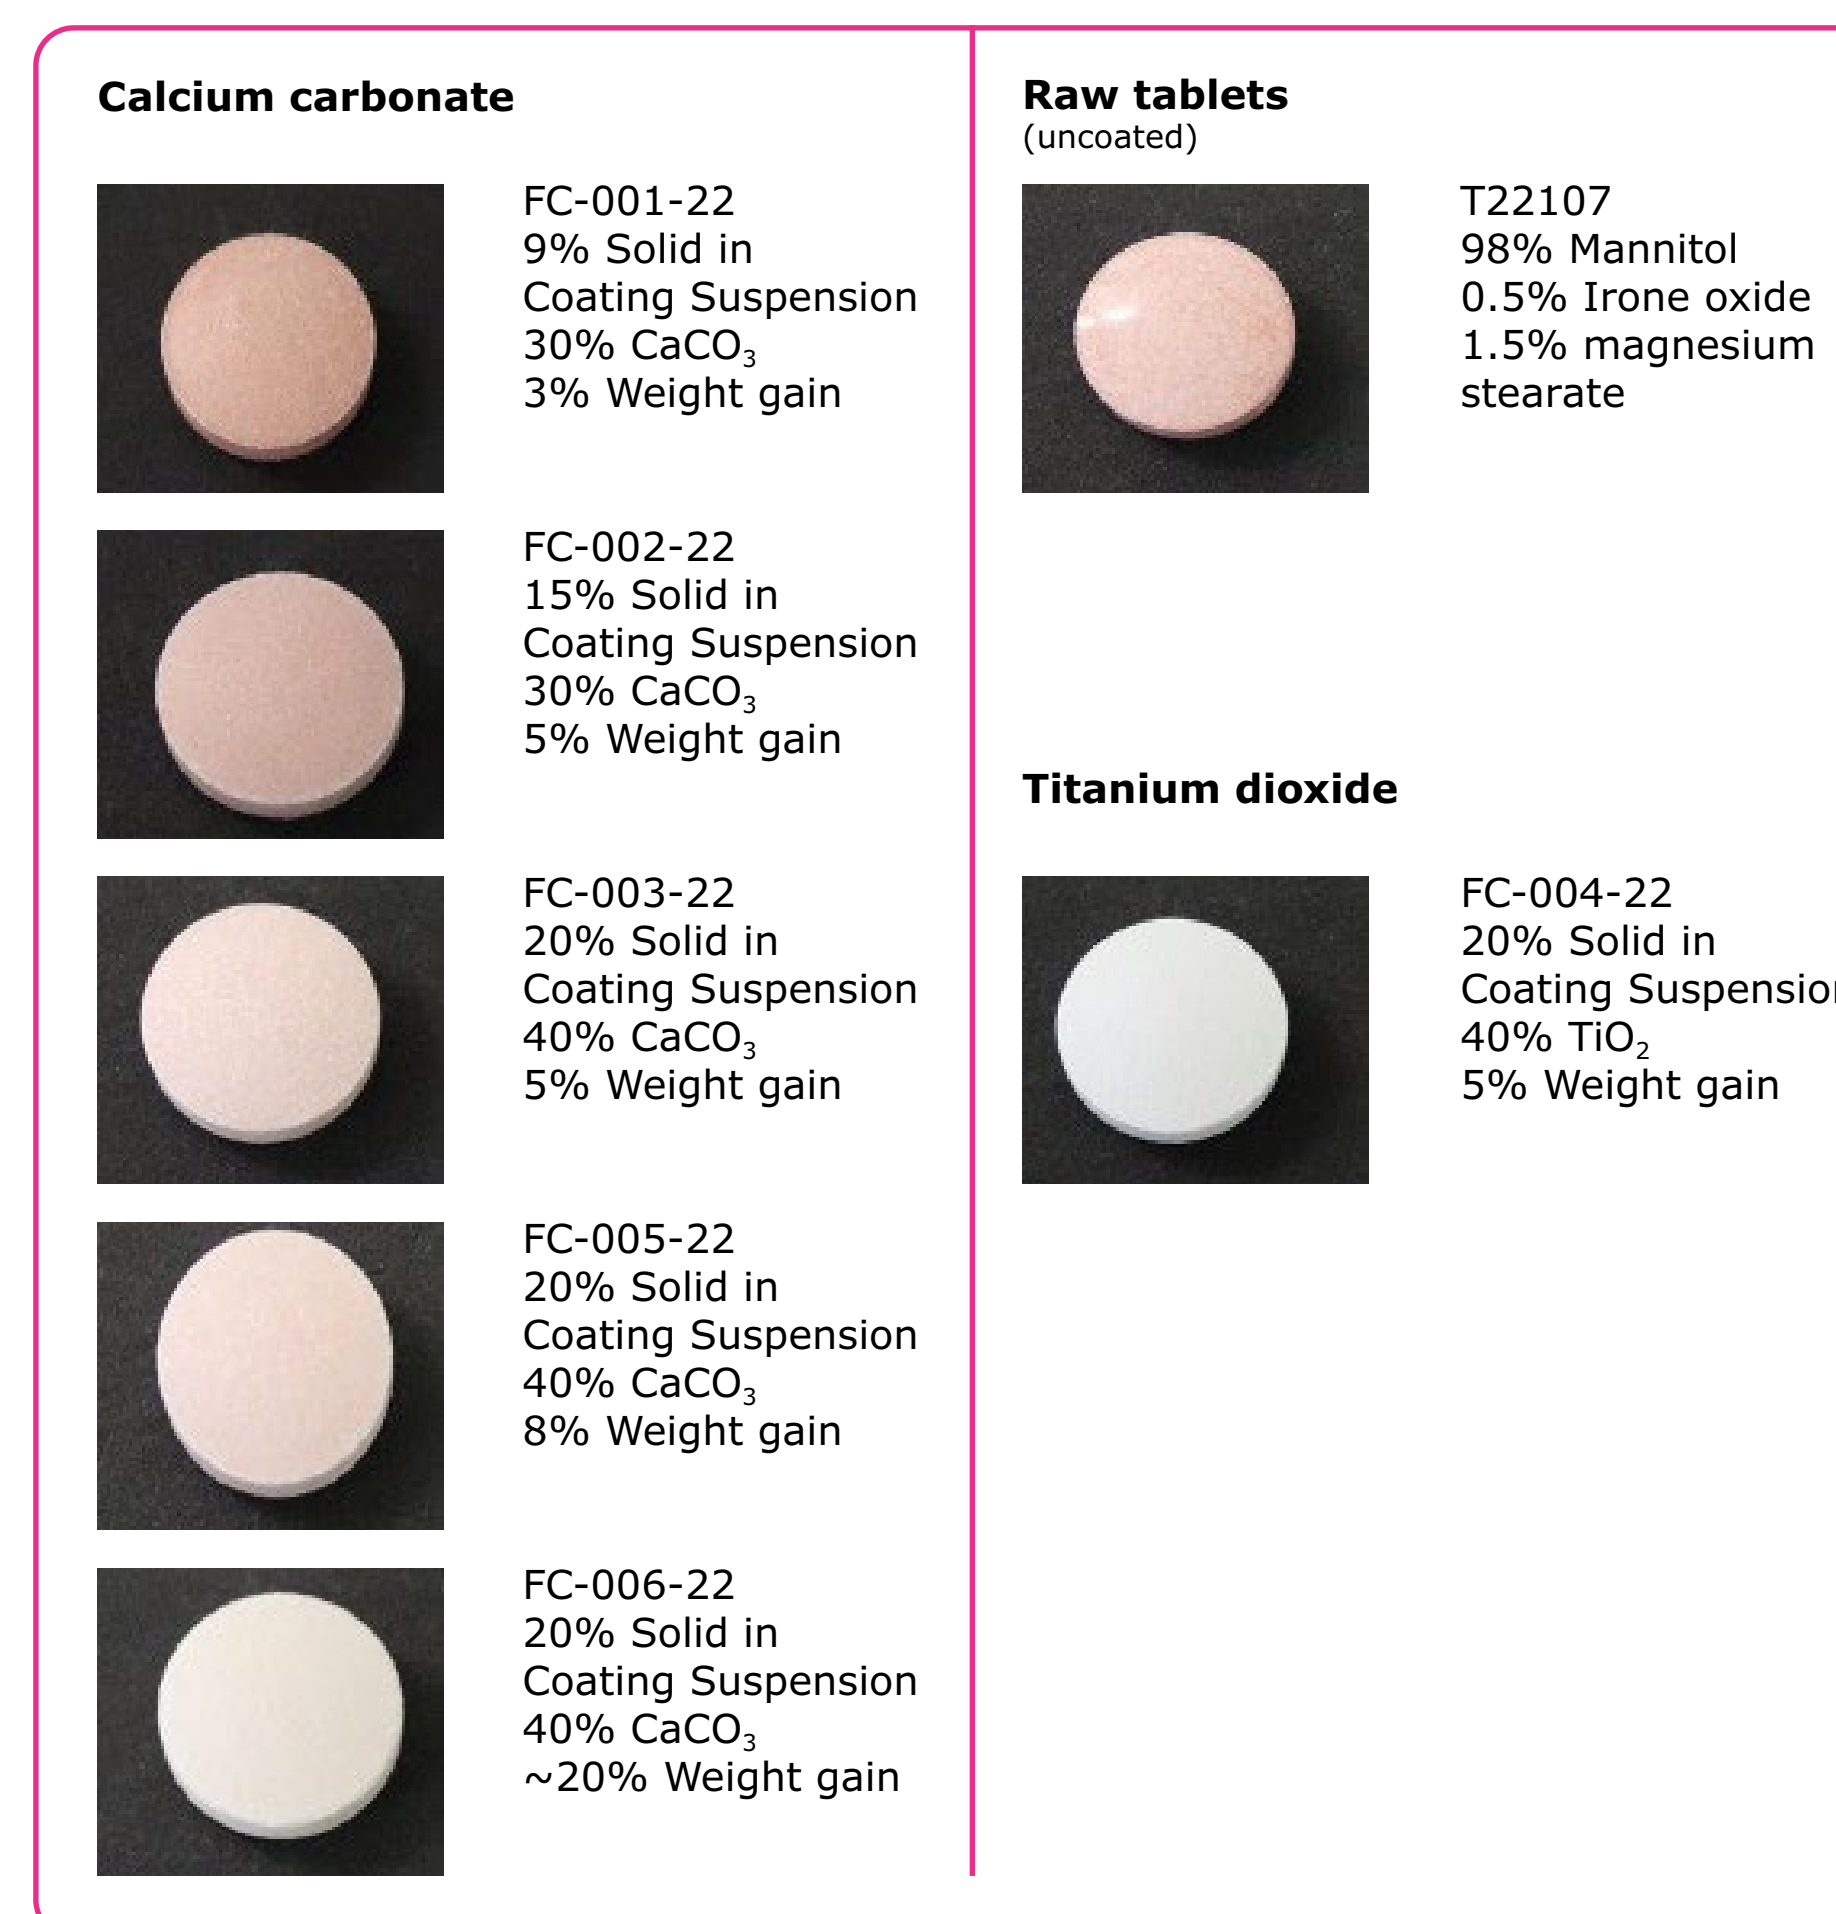 Calcium carbonate
FC-001-22
9% Solid in
Coating Suspension
30% CaCO₃
3% Weight gain
FC-002-22
15% Solid in
Coating Suspension
30% CaCO₃
5% Weight gain
FC-003-22
20% Solid in
Coating Suspension
40% CaCO₃
5% Weight gain
FC-005-22
20% Solid in
Coating Suspension
40% CaCO₃
8% Weight gain
FC-006-22
20% Solid in
Coating Suspension
40% CaCO₃
~20% Weight gain
Raw tablets
(uncoated)
T22107
98% Mannitol
0.5% Irone oxide
1.5% magnesium
stearate
Titanium dioxide
FC-004-22
20% Solid in
Coating Suspension
40% TiO₂
5% Weight gain